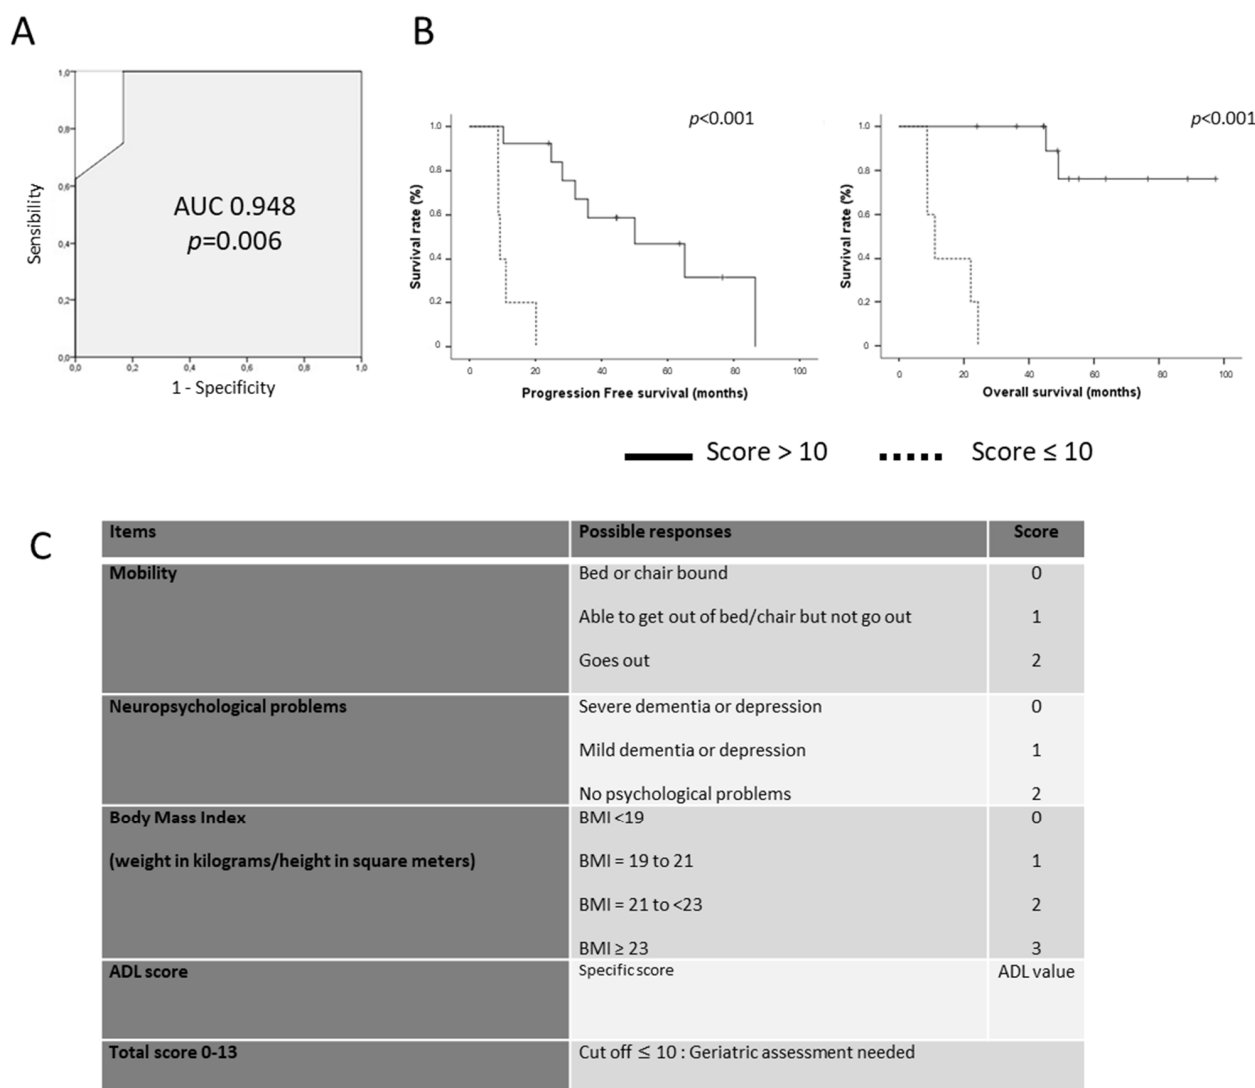 A
B
1,0
0,8
0,6
0,4
0,2
0,0
Sensibility
AUC 0.948
p=0.006
0,0 0,2 0,4 0,6 0,8 1,0
1 - Specificity
p<0.001
1.0
0.8
0.6
0.4
0.2
0
Survival rate (%)
0 20 40 60 80 100
Progression Free survival (months)
p<0.001
1.0
0.8
0.6
0.4
0.2
0
Survival rate (%)
0 20 40 60 80 100
Overall survival (months)
Score > 10 Score ≤ 10
C
Items Possible responses Score
Mobility Bed or chair bound 0
Able to get out of bed/chair but not go out 1
Goes out 2
Neuropsychological problems Severe dementia or depression 0
Mild dementia or depression 1
No psychological problems 2
Body Mass Index BMI <19 0
(weight in kilograms/height in square meters) BMI = 19 to 21 1
BMI = 21 to <23 2
BMI ≥ 23 3
ADL score Specific score ADL value
Total score 0-13 Cut off ≤ 10 : Geriatric assessment needed